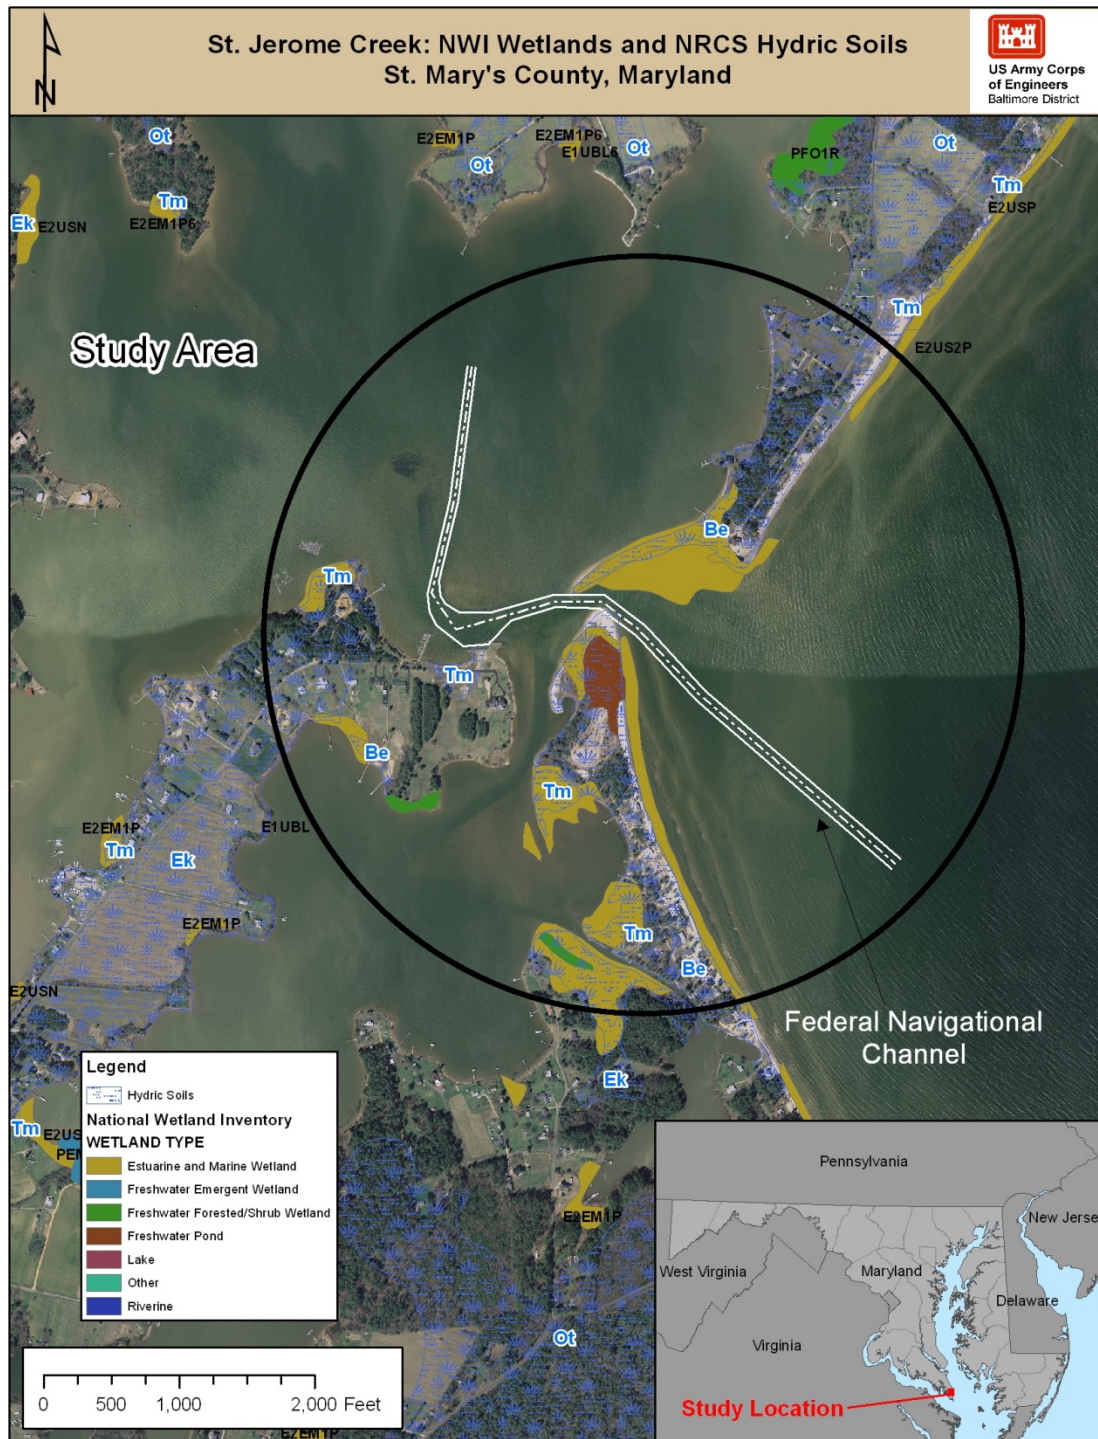 St. Jerome Creek: NWI Wetlands and NRCS Hydric Soils
St. Mary's County, Maryland
N
US Army Corps
of Engineers
Baltimore District
Ot
E2EM1P
E2EM1P6
E1UBL6
Ot
Ot
PFO1R
Ot
Tm
E2USP
Tm
E2EM1P6
Ek
E2USN
Tm
E2US2P
Study Area
Be
Tm
Tm
Be
Tm
E1UBL
E2EM1P
Tm
Ek
E2EM1P
Tm
Be
E2USN
Federal Navigational
Channel
Ek
Tm
E2US
PEM
E2EM1P
Ot
E2EM1P
Legend
Hydric Soils
National Wetland Inventory
WETLAND TYPE
Estuarine and Marine Wetland
Freshwater Emergent Wetland
Freshwater Forested/Shrub Wetland
Freshwater Pond
Lake
Other
Riverine
0 500 1,000 2,000 Feet
Pennsylvania
New Jerse
West Virginia
Maryland
Delaware
Virginia
Study Location